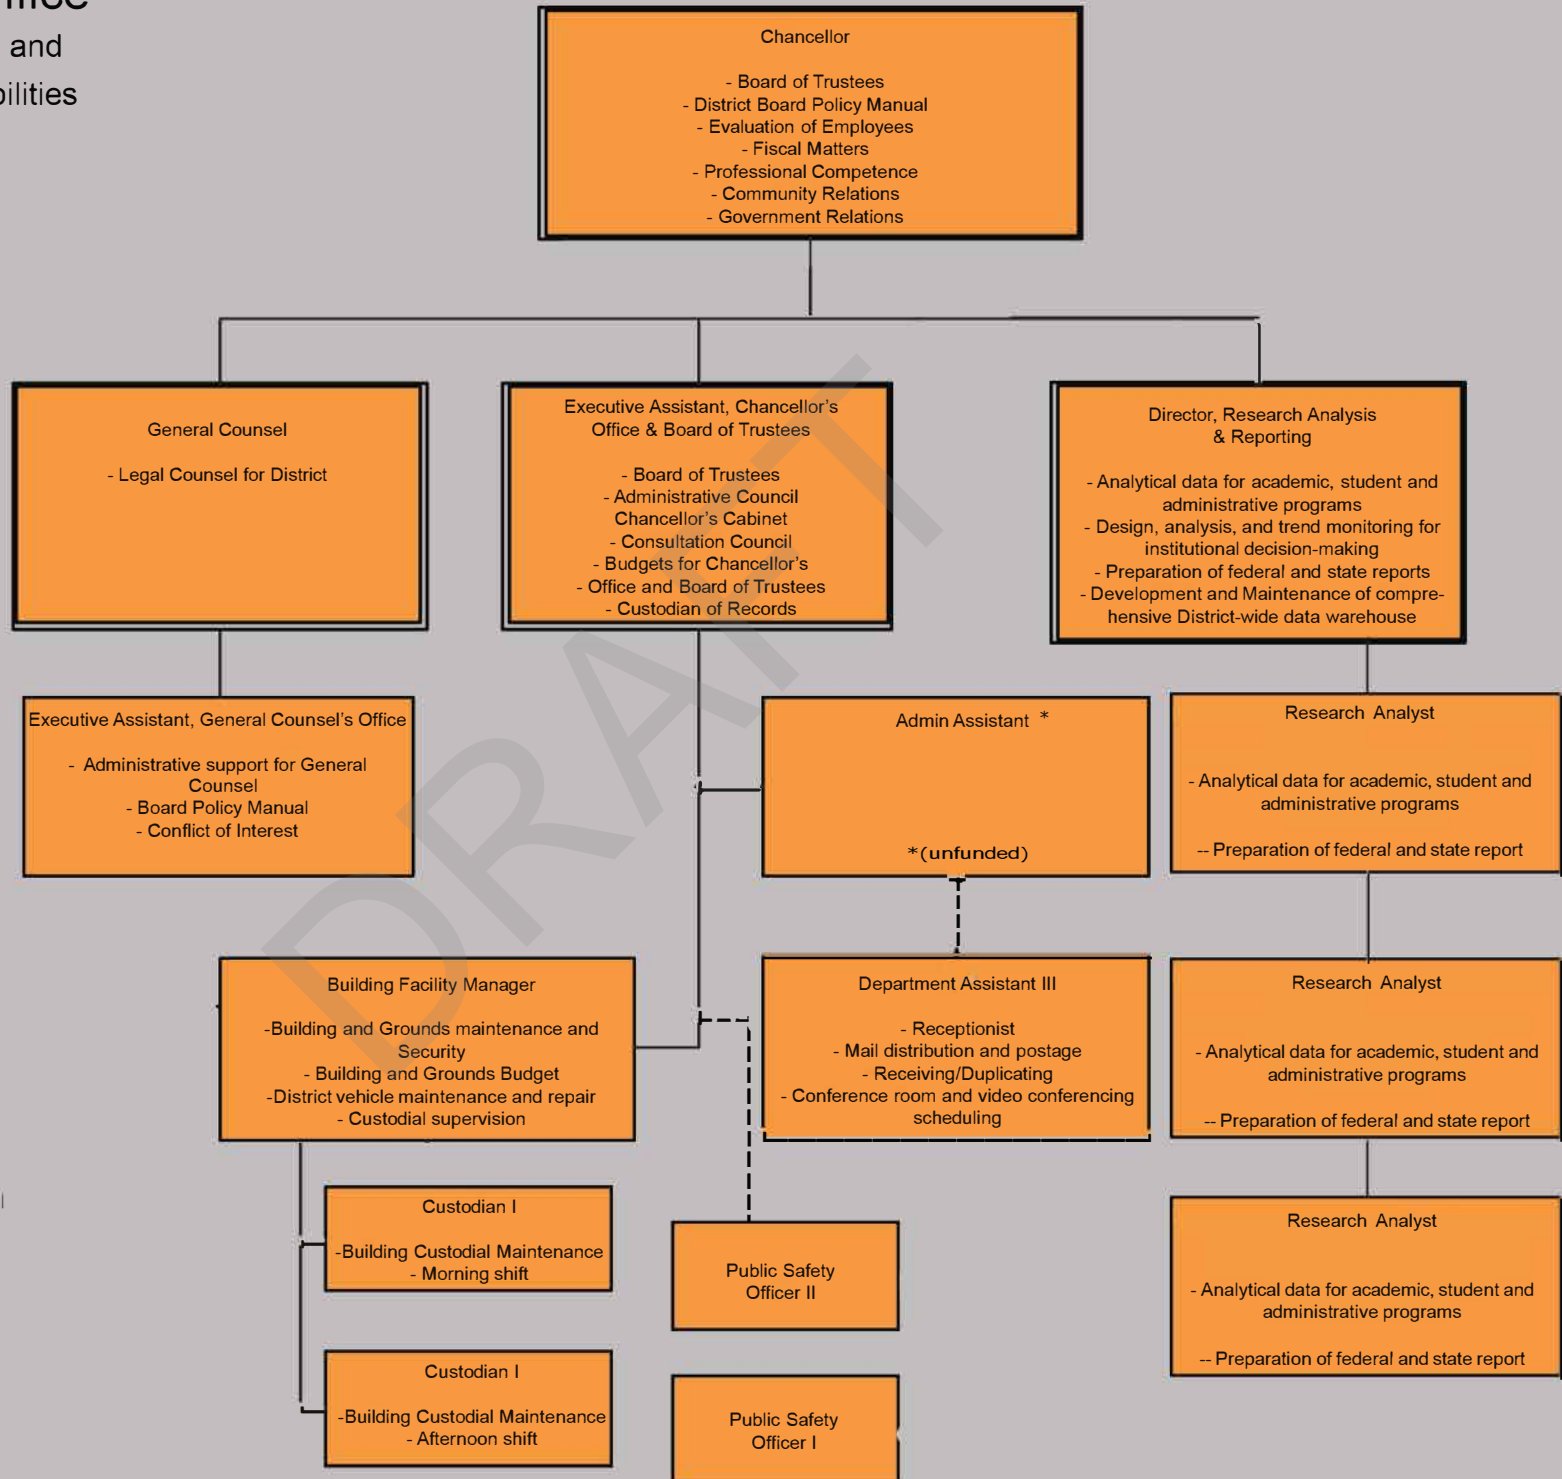 and
Chancellor
- Board of Trustees
- District Board Policy Manual
- Evaluation of Employees
- Fiscal Matters
- Professional Competence
- Community Relations
- Government Relations
General Counsel
- Legal Counsel for District
Executive Assistant, Chancellor's
Office & Board of Trustees
- Board of Trustees
- Administrative Council
Chancellor's Cabinet
- Consultation Council
- Budgets for Chancellor's
- Office and Board of Trustees
- Custodian of Records
Director, Research Analysis
& Reporting
- Analytical data for academic, student and
administrative programs
- Design, analysis, and trend monitoring for
institutional decision-making
- Preparation of federal and state reports
- Development and Maintenance of compre-
hensive District-wide data warehouse
Executive Assistant, General Counsel's Office
- Administrative support for General
Counsel
- Board Policy Manual
- Conflict of Interest
Admin Assistant *
*(unfunded)
Research Analyst
- Analytical data for academic, student and
administrative programs
-- Preparation of federal and state report
Building Facility Manager
-Building and Grounds maintenance and
Security
- Building and Grounds Budget
-District vehicle maintenance and repair
- Custodial supervision
Department Assistant III
- Receptionist
- Mail distribution and postage
- Receiving/Duplicating
- Conference room and video conferencing
scheduling
Research Analyst
- Analytical data for academic, student and
administrative programs
-- Preparation of federal and state report
Custodian I
-Building Custodial Maintenance
- Morning shift
Public Safety
Officer II
Research Analyst
- Analytical data for academic, student and
administrative programs
-- Preparation of federal and state report
Custodian I
-Building Custodial Maintenance
- Afternoon shift
Public Safety
Officer I
DRAFT